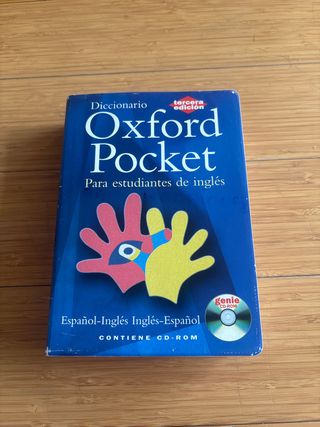 Diccionario
tercera
edición
Oxford
Pocket
Para estudiantes de inglés
genie
CD-ROM
Español-Inglés Inglés-Español
CONTIENE CD-ROM